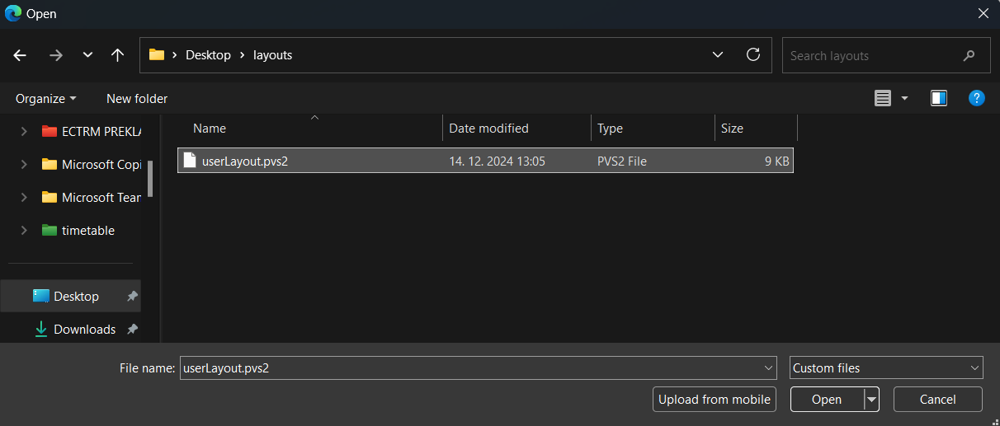 Open
Desktop layouts
Search layouts
Organize New folder
Name Date modified Type Size
ECTRM PREKLA
userLayout.pvs2 14. 12. 2024 13:05 PVS2 File 9 KB
Microsoft Copi
Microsoft Tean
timetable
Desktop
Downloads
File name: userLayout.pvs2 Custom files
Upload from mobile Open Cancel